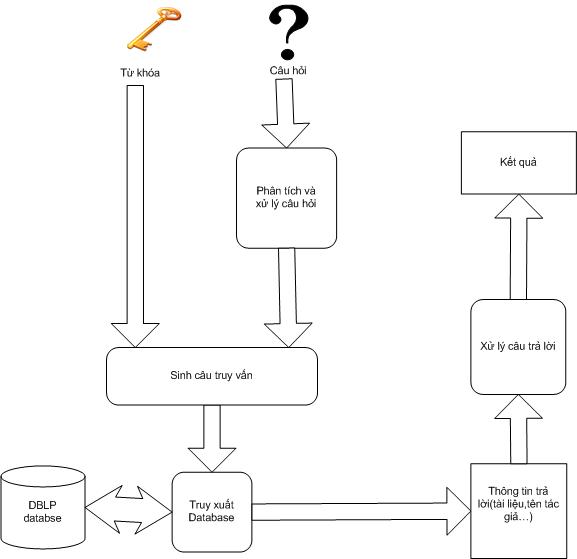 Từ khóa
Câu hỏi
Phân tích và
xử lý câu hỏi
Kết quả
Xử lý câu trả lời
Sinh câu truy vấn
DBLP
databse
Truy xuất
Database
Thông tin trả
lời(tài liệu,tên tác
giả…)